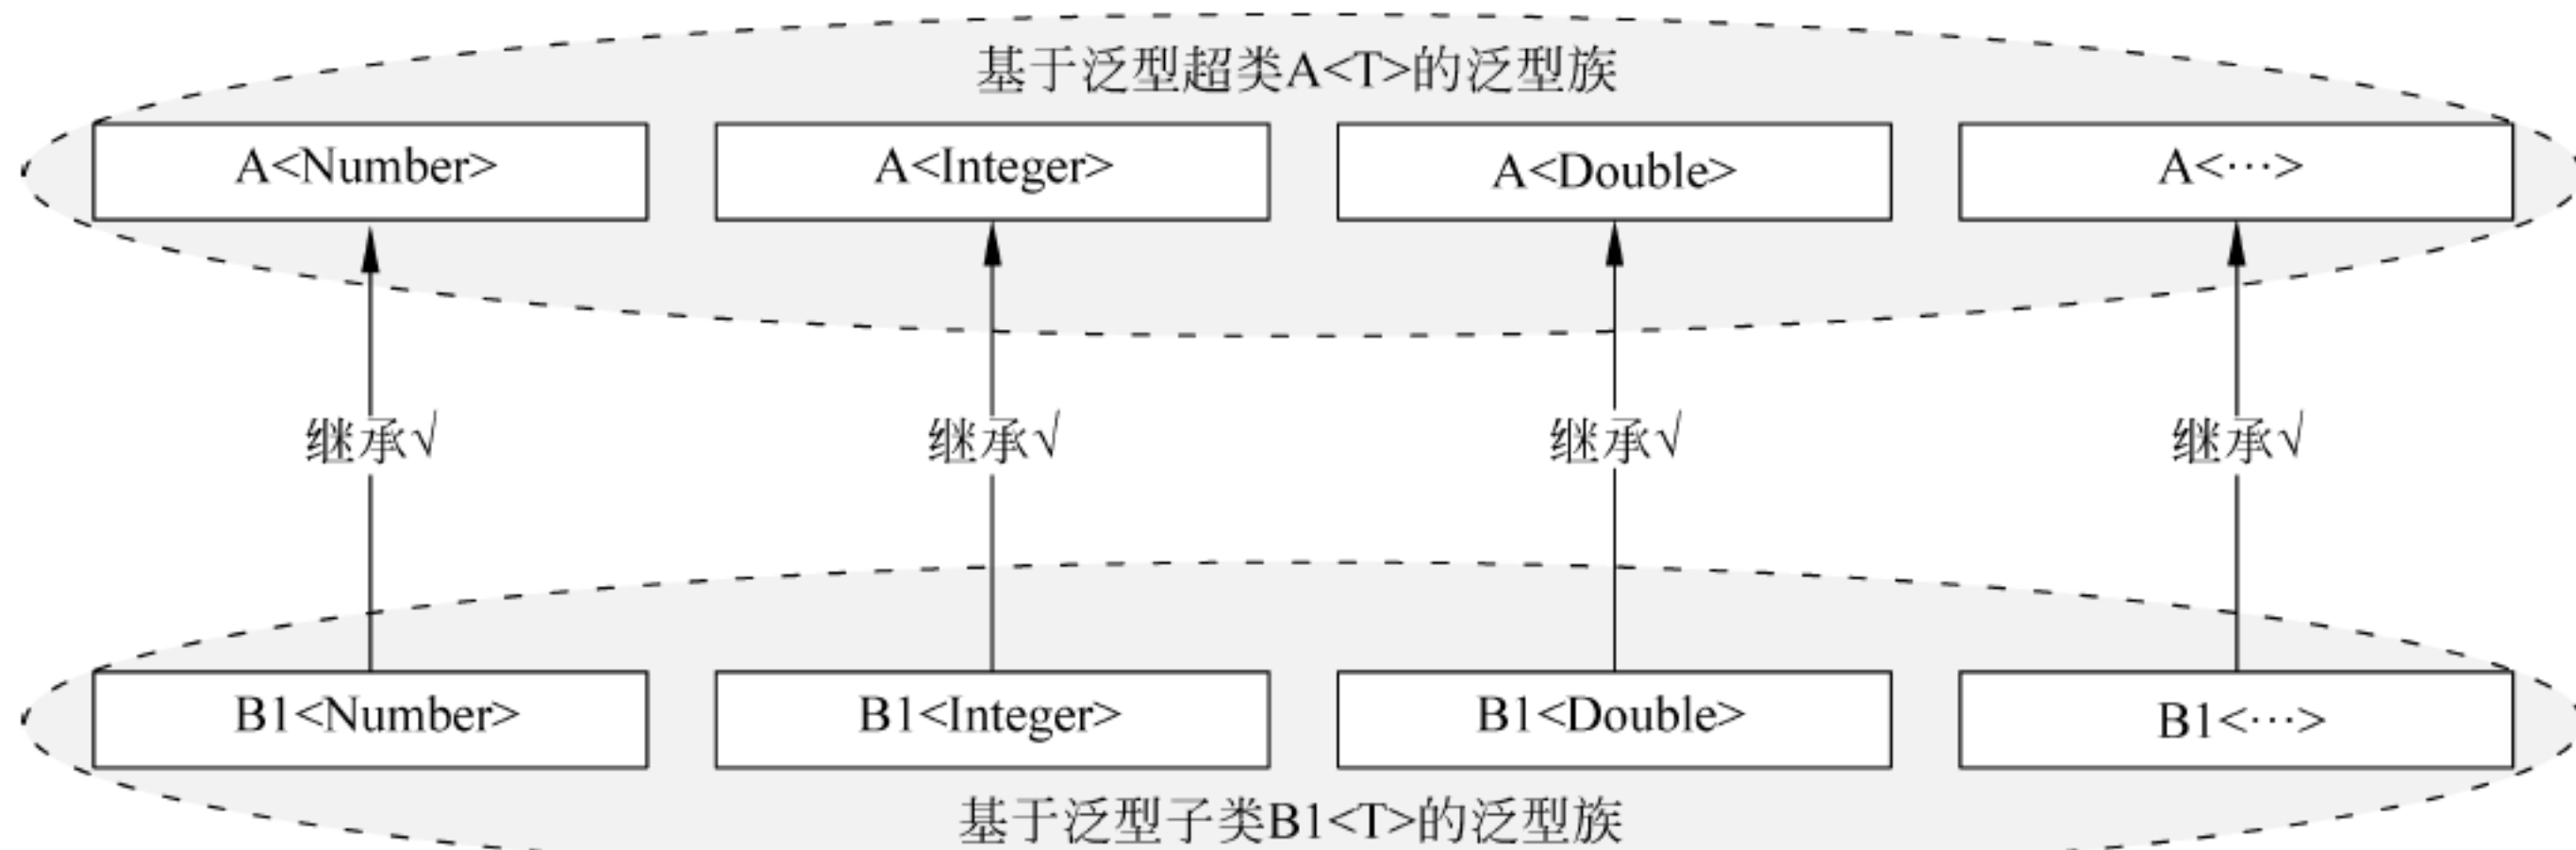 基于泛型超类A<T>的泛型族
A<Number> A<Integer> A<Double> A<···>
继承√ 继承√ 继承√ 继承√
B1<Number> B1<Integer> B1<Double> B1<···>
基于泛型子类B1<T>的泛型族